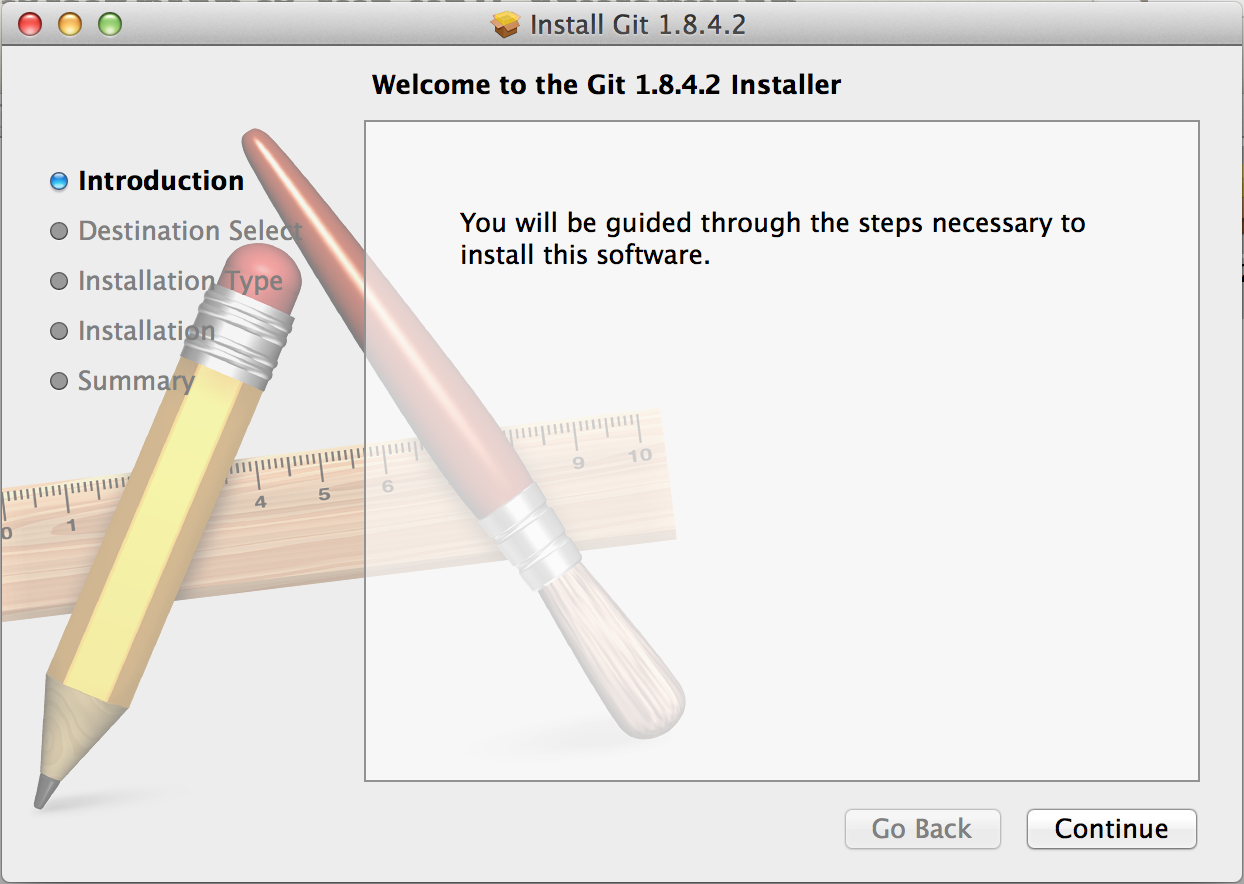 Install Git 1.8.4.2
Welcome to the Git 1.8.4.2 Installer
Introduction
Destination Select
Installation Type
Installation
Summary
You will be guided through the steps necessary to
install this software.
0 1 4 5 6 9 10
Go Back
Continue